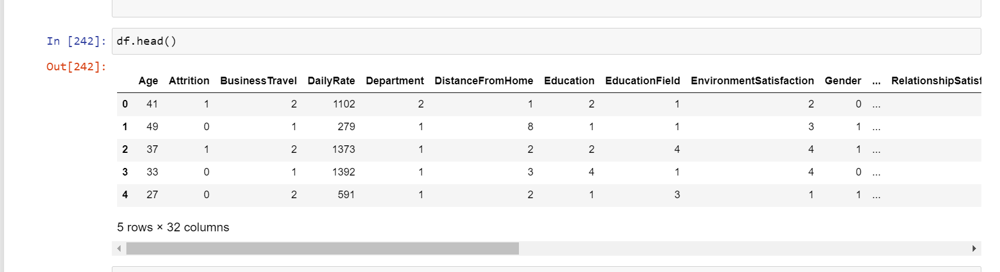 In [242]: df.head()
Out[242]:
Age Attrition BusinessTravel DailyRate Department DistanceFromHome Education EducationField EnvironmentSatisfaction Gender ... RelationshipSatisf
0 41 1 2 1102 2 1 2 1 2 0 ...
1 49 0 1 279 1 8 1 1 3 1 ...
2 37 1 2 1373 1 2 2 4 4 1 ...
3 33 0 1 1392 1 3 4 1 4 0 ...
4 27 0 2 591 1 2 1 3 1 1 ...
5 rows × 32 columns